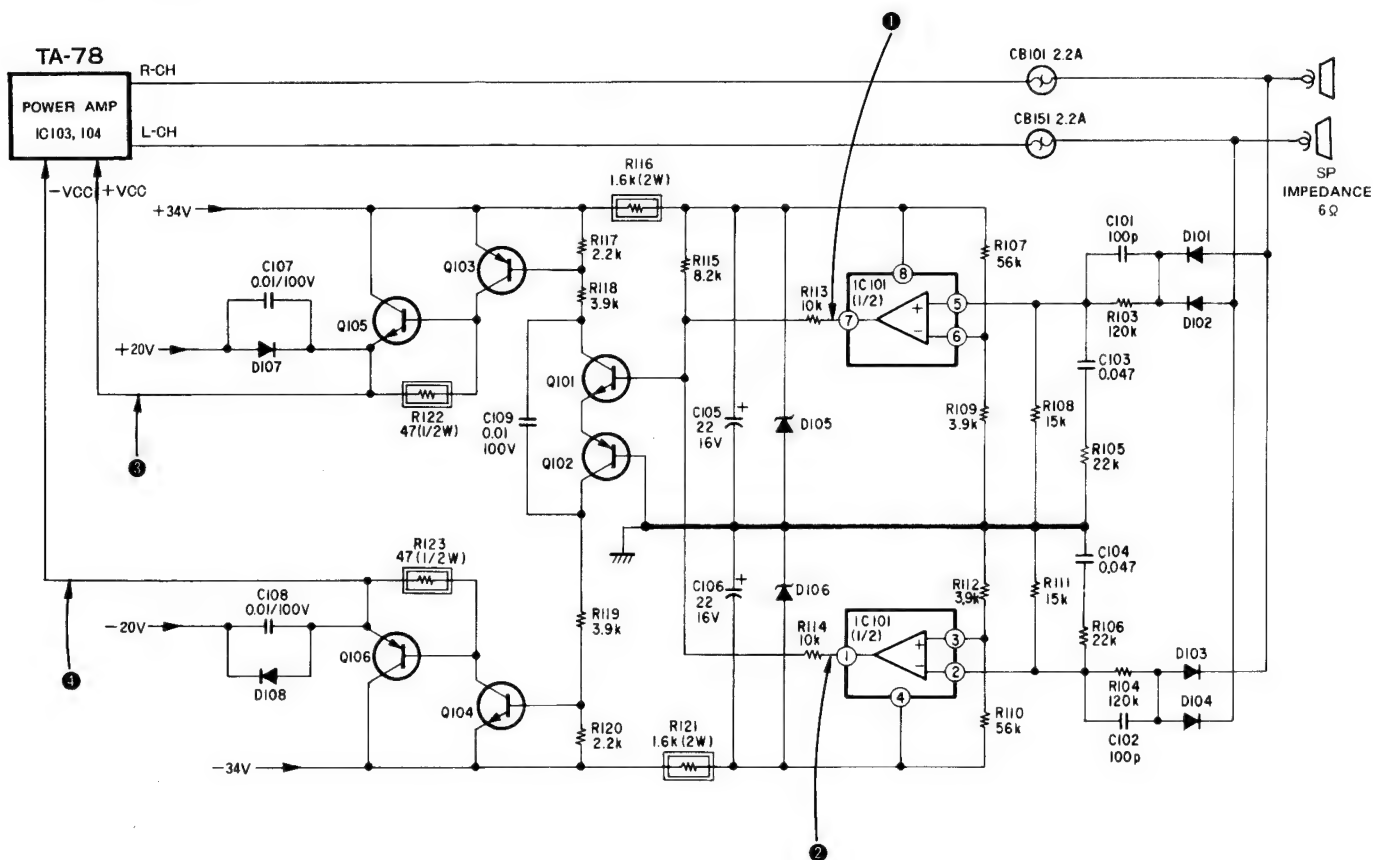 ❶
TA-78
R-CH
POWER AMP
IC103, 104
L-CH
-VCC
+VCC
CB101 2.2A
CB151 2.2A
SP
IMPEDANCE
6Ω
+34V
R116
1.6k(2W)
C107
0.01/100V
Q103
R117
2.2k
R118
3.9k
R115
8.2k
R113
10k
7
IC101
(1/2)
8
+
-
5
6
R107
56k
C101
100p
D101
R103
120k
D102
Q105
+20V
D107
R122
47(1/2W)
❸
Q101
C109
0.01
100V
Q102
C105
22
16V
+
D105
R109
3.9k
R108
15k
C103
0.047
R105
22k
R123
47(1/2W)
C108
0.01/100V
-20V
D108
❹
Q106
Q104
R119
3.9k
R120
2.2k
C106
22
16V
+
D106
R114
10k
1
IC101
(1/2)
+
-
3
2
4
R112
3.9k
R111
15k
C104
0.047
R106
22k
R104
120k
D103
D104
C102
100p
R110
56k
-34V
R121
1.6k(2W)
❷